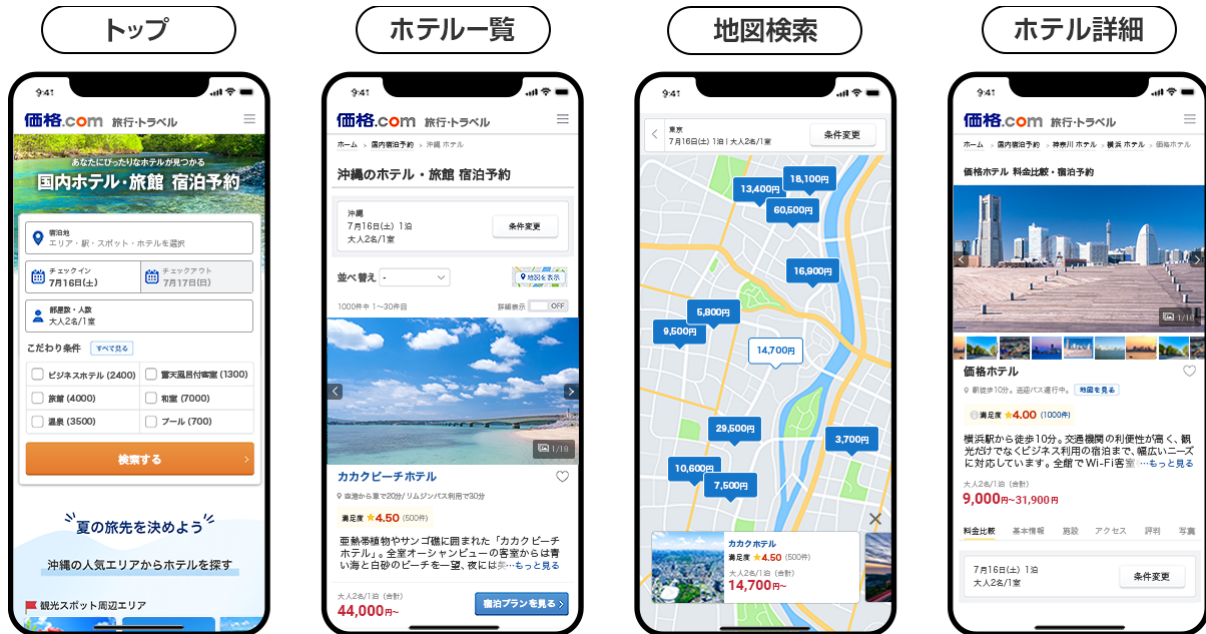 トップ
9:41
価格.com 旅行・トラベル
あなたにぴったりなホテルが見つかる
国内ホテル・旅館 宿泊予約
宿泊地
エリア・駅・スポット・ホテルを選択
チェックイン
7月16日(土)
チェックアウト
7月17日(日)
部屋数・人数
大人2名/1室
こだわり条件 すべて見る
ビジネスホテル (2400) 露天風呂付客室 (1300)
旅館 (4000) 和室 (7000)
温泉 (3500) プール (700)
検索する
夏の旅先を決めよう
沖縄の人気エリアからホテルを探す
観光スポット周辺エリア
ホテル一覧
9:41
価格.com 旅行・トラベル
ホーム > 国内宿泊予約 > 沖縄 ホテル
沖縄のホテル・旅館 宿泊予約
沖縄
7月16日(土) 1泊
大人2名/1室
条件変更
並べ替え - 地図を表示
1000件中 1~30件目 詳細表示 OFF
1/10
カカクビーチホテル
空港から車で20分/リムジンバス利用で30分
満足度 ★4.50 (500件)
亜熱帯植物やサンゴ礁に囲まれた「カカクビーチ
ホテル」。全室オーシャンビューの客室からは青
い海と白砂のビーチを一望、夜には美…もっと見る
大人2名/1泊 (合計)
44,000円~
宿泊プランを見る >
地図検索
9:41
東京
7月16日(土) 1泊 | 大人2名/1室
条件変更
18,100円
13,400円
60,500円
16,900円
5,800円
9,500円
14,700円
29,500円
3,700円
10,600円
7,500円
カカクホテル
満足度 ★4.50 (500件)
大人2名/1泊 (合計)
14,700円~
ホテル詳細
9:41
価格.com 旅行・トラベル
ホーム > 国内宿泊予約 > 神奈川 ホテル > 横浜 ホテル > 価格ホテル
価格ホテル 料金比較・宿泊予約
1/10
価格ホテル
駅徒歩10分。送迎バス運行中。 地図を見る
満足度 ★4.00 (1000件)
横浜駅から徒歩10分。交通機関の利便性が高く、観
光だけでなくビジネス利用の宿泊まで、幅広いニーズ
に対応しています。全館でWi-Fi客室…もっと見る
大人2名/1泊 (合計)
9,000円~31,900円
料金比較 基本情報 施設 アクセス 評判 写真
7月16日(土) 1泊
大人2名/1室
条件変更